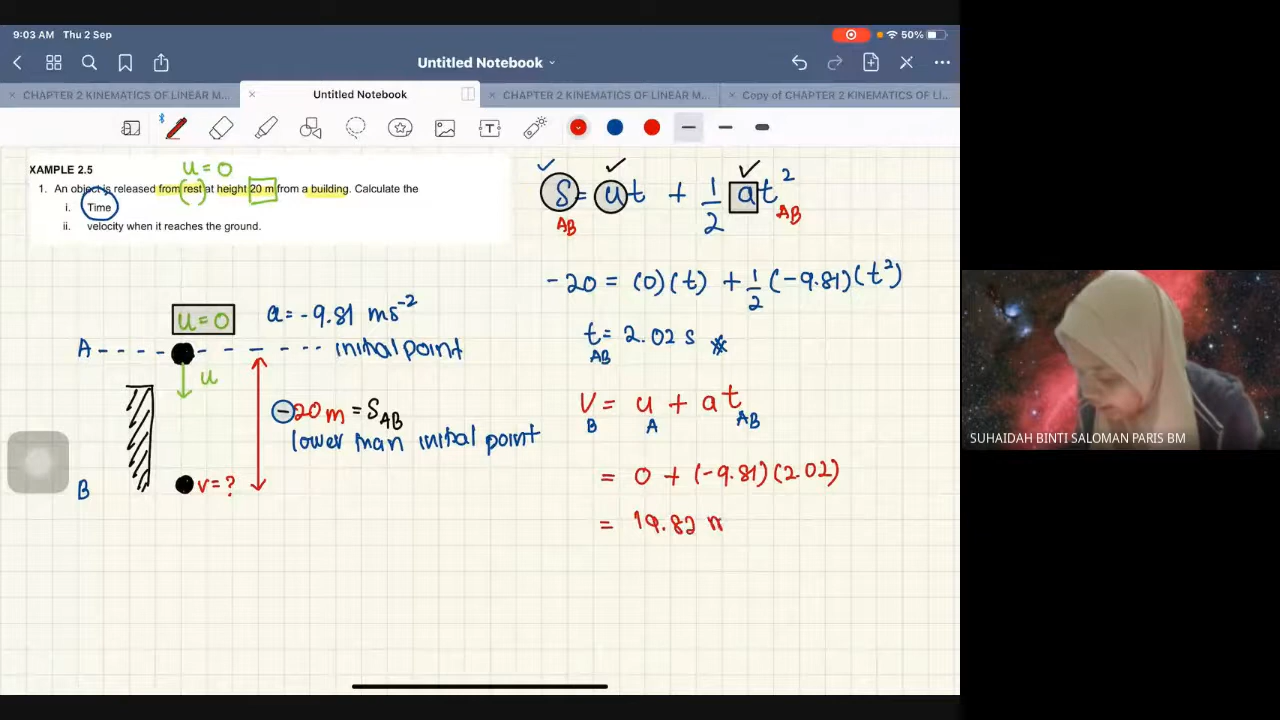 9:03 AM Thu 2 Sep
50%
Untitled Notebook
CHAPTER 2 KINEMATICS OF LINEAR M...
Untitled Notebook
CHAPTER 2 KINEMATICS OF LINEAR M...
Copy of CHAPTER 2 KINEMATICS OF LI...
XAMPLE 2.5
u = 0
1. An object is released from rest at height 20 m from a building. Calculate the
i. Time
ii. velocity when it reaches the ground.
u = 0
a = -9.81 ms⁻²
A
initial point
u
-20m = S_AB
lower than initial point
B
v = ?
S = ut + 1/2 at²
AB AB
-20 = (0)(t) + 1/2 (-9.81)(t²)
t = 2.02 s *
AB
V = u + at
B A AB
= 0 + (-9.81)(2.02)
= 19.82 m
SUHAIDAH BINTI SALOMAN PARIS BM